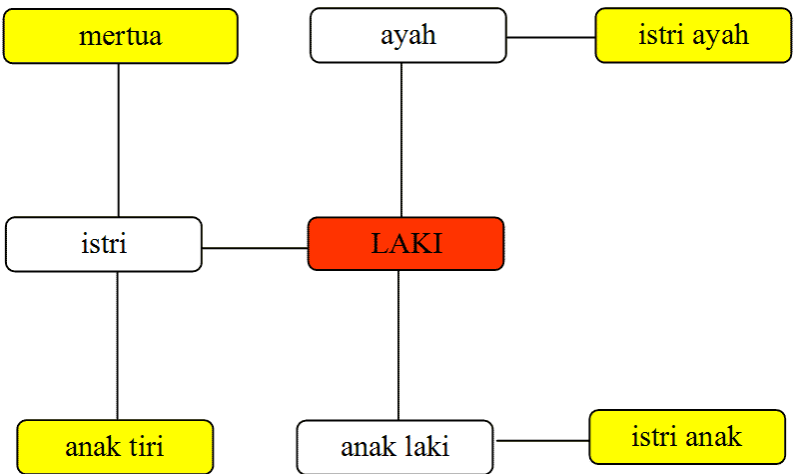 mertua
ayah
istri ayah
istri
LAKI
anak tiri
anak laki
istri anak